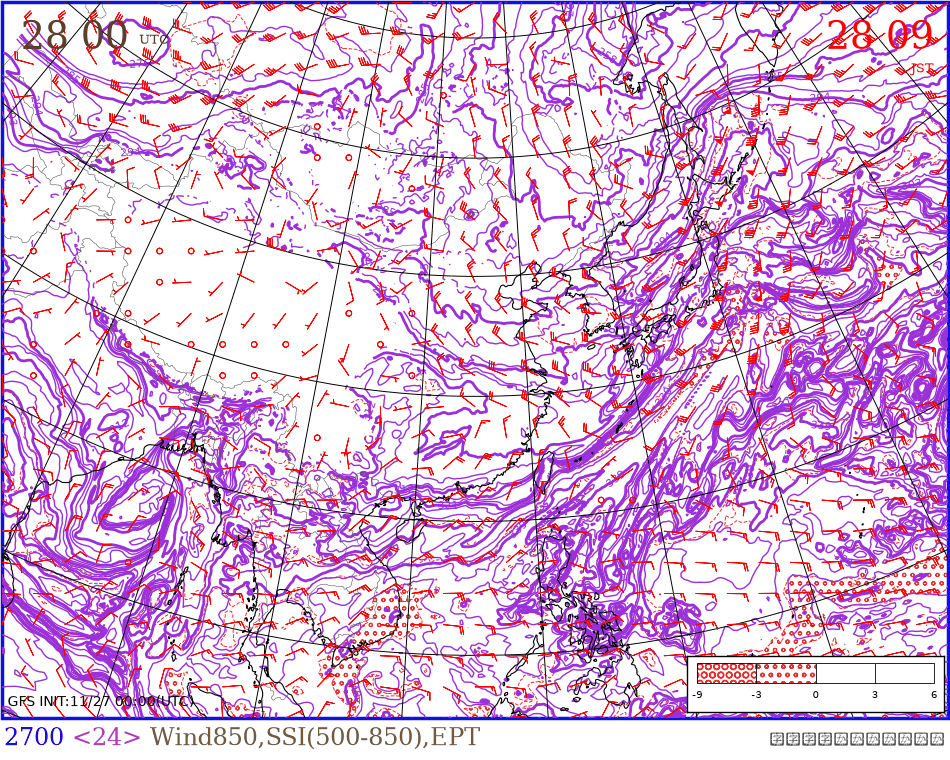 28 00 UTC
28 09
JST
GFS INIT:11/27 00:00(UTC)
-9 -3 0 3 6
2700 <24> Wind850,SSI(500-850),EPT